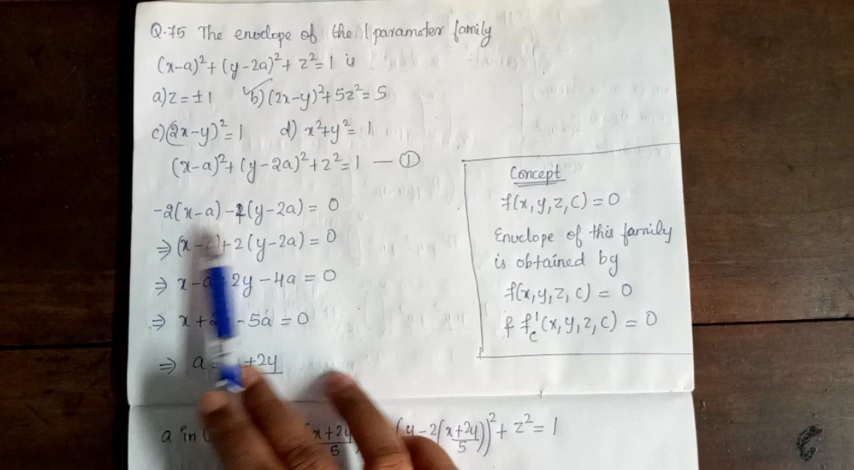 Q.75 The envelope of the 1 parameter family
(x-a)²+(y-2a)²+z²=1 is
a) z = ±1 b) (2x-y)²+5z²=5
c) (2x-y)²=1 d) x²+y²=1
(x-a)²+(y-2a)²+z²=1 — ①
-2(x-a)-4(y-2a)=0
⇒ (x-a)+2(y-2a)=0
⇒ x-a+2y-4a=0
⇒ x+2y-5a=0
⇒ a = x+2y
a in
(x+2y/5) (y-2(x+2y/5))²+z²=1
Concept
f(x,y,z,c)=0
Envelope of this family
is obtained by
f(x,y,z,c)=0
& f'c(x,y,z,c)=0